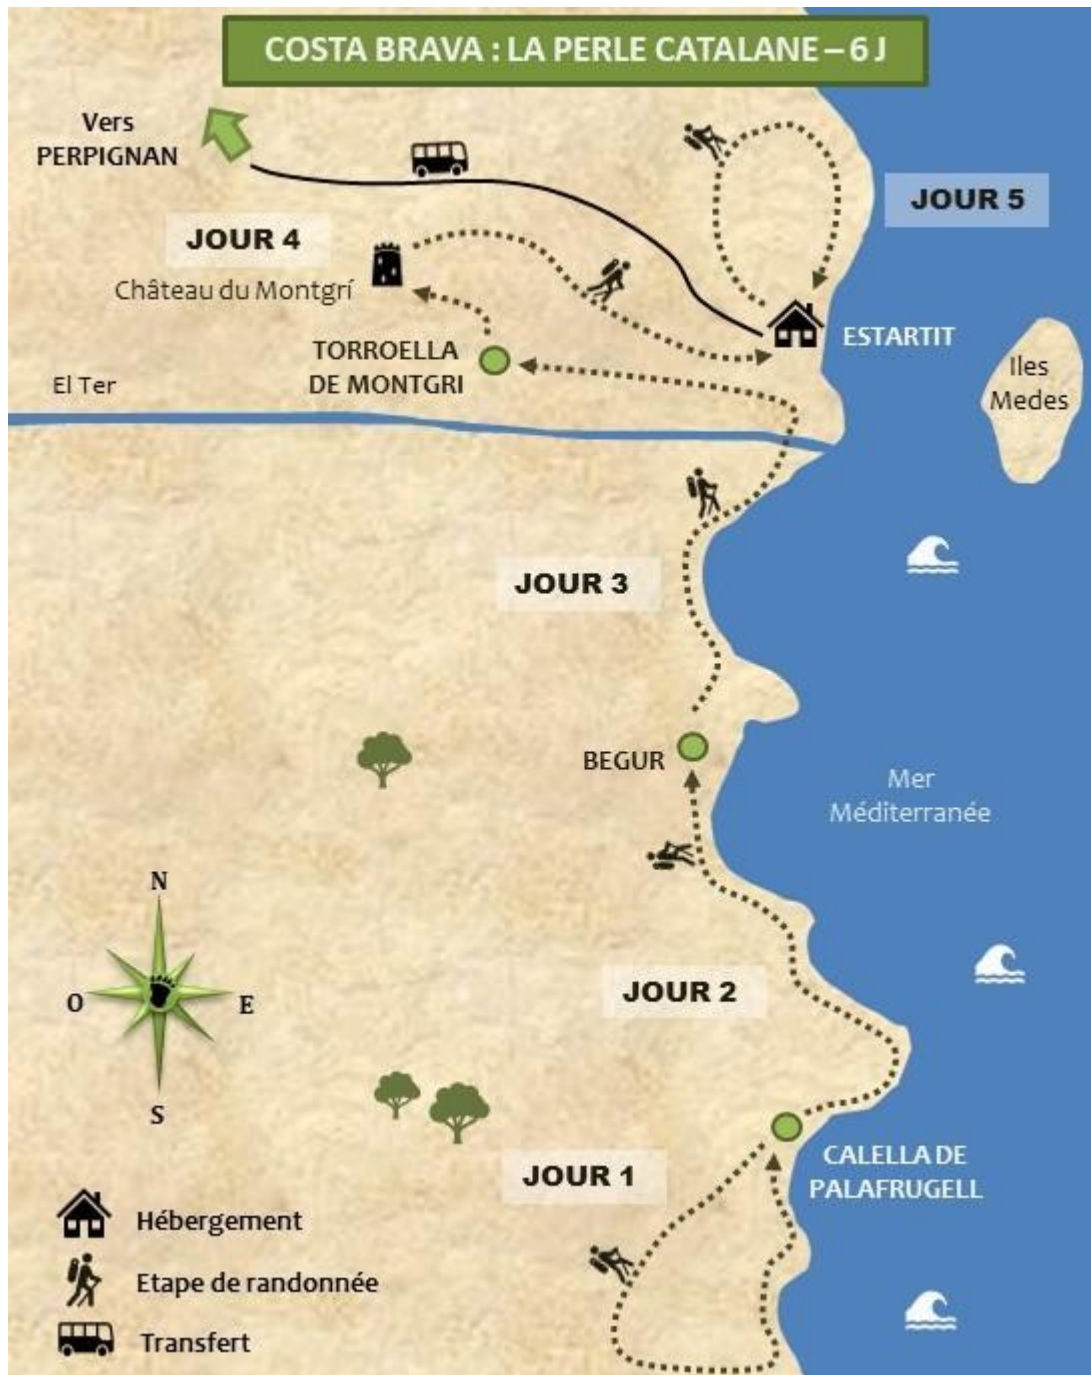 COSTA BRAVA : LA PERLE CATALANE – 6 J
Vers
PERPIGNAN
JOUR 5
JOUR 4
Château du Montgrí
ESTARTIT
TORROELLA
DE MONTGRI
Iles
Medes
El Ter
JOUR 3
BEGUR
Mer
Méditerranée
N
O
E
S
JOUR 2
CALELLA DE
PALAFRUGELL
JOUR 1
Hébergement
Etape de randonnée
Transfert